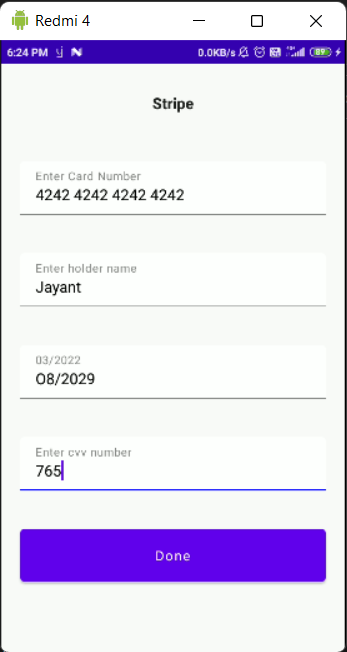 Redmi 4
6:24 PM
0.0KB/s 89
Stripe
Enter Card Number
4242 4242 4242 4242
Enter holder name
Jayant
03/2022
O8/2029
Enter cvv number
765
Done